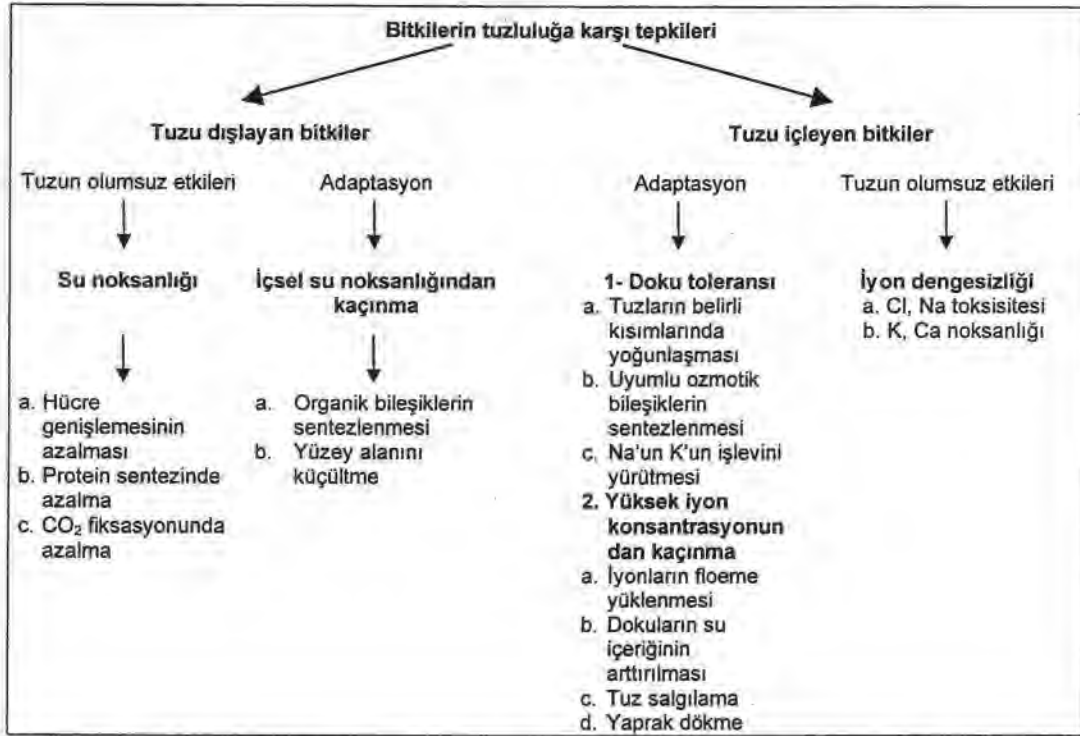 Bitkilerin tuzluluğa karşı tepkileri
Tuzu dışlayan bitkiler
Tuzun olumsuz etkileri
Su noksanlığı
a. Hücre
genişlemesinin
azalması
b. Protein sentezinde
azalma
c. CO₂ fiksasyonunda
azalma
Adaptasyon
İçsel su noksanlığından
kaçınma
a. Organik bileşiklerin
sentezlenmesi
b. Yüzey alanını
küçültme
Tuzu içleyen bitkiler
Adaptasyon
1- Doku toleransı
a. Tuzların belirli
kısımlarında
yoğunlaşması
b. Uyumlu ozmotik
bileşiklerin
sentezlenmesi
c. Na'un K'un işlevini
yürütmesi
2. Yüksek iyon
konsantrasyonun
dan kaçınma
a. İyonların floeme
yüklenmesi
b. Dokuların su
içeriğinin
arttırılması
c. Tuz salgılama
d. Yaprak dökme
Tuzun olumsuz etkileri
İyon dengesizliği
a. Cl, Na toksisitesi
b. K, Ca noksanlığı